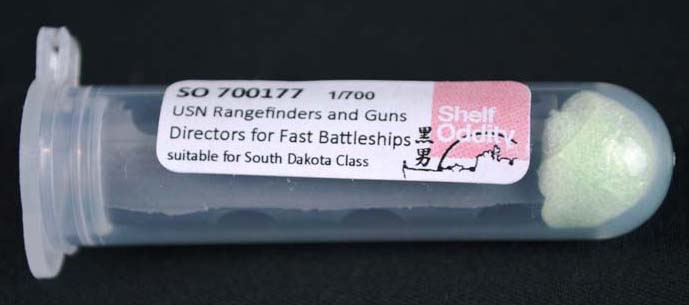 SO 700177 1/700
USN Rangefinders and Guns
Directors for Fast Battleships
suitable for South Dakota Class
Shelf
Oddity
黒
男